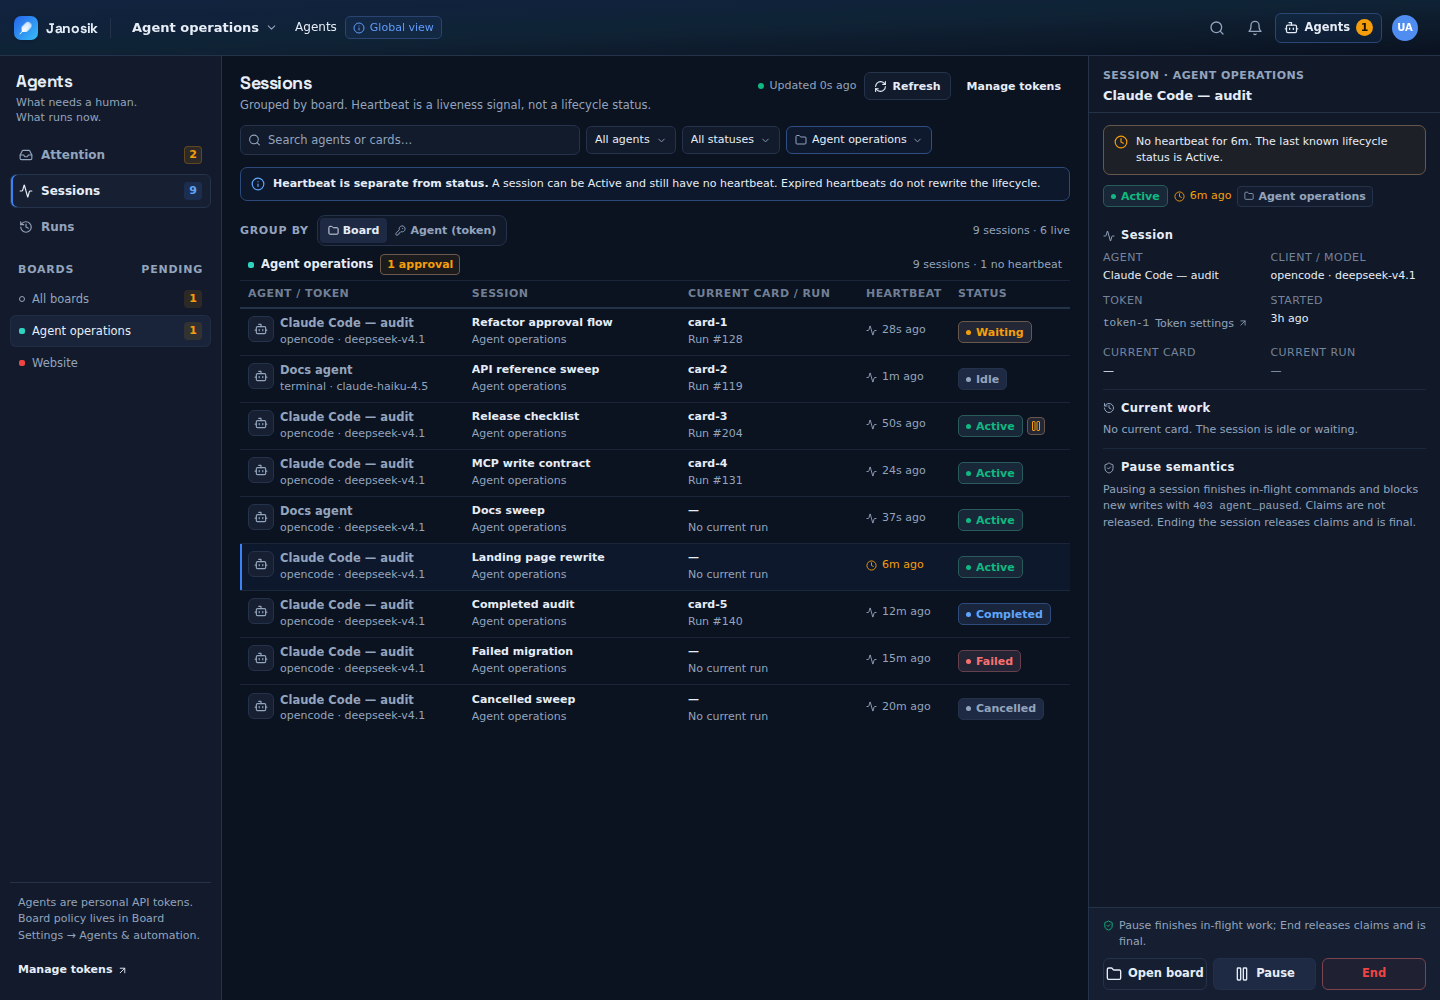 Janosik
Agent operations
Agents
Global view
Agents 1
UA
Agents
What needs a human.
What runs now.
Attention 2
Sessions 9
Runs
BOARDS PENDING
All boards 1
Agent operations 1
Website
Agents are personal API tokens.
Board policy lives in Board
Settings → Agents & automation.
Manage tokens
Sessions
Grouped by board. Heartbeat is a liveness signal, not a lifecycle status.
Updated 0s ago
Refresh
Manage tokens
Search agents or cards...
All agents
All statuses
Agent operations
Heartbeat is separate from status. A session can be Active and still have no heartbeat. Expired heartbeats do not rewrite the lifecycle.
GROUP BY Board Agent (token) 9 sessions · 6 live
Agent operations 1 approval 9 sessions · 1 no heartbeat
AGENT / TOKEN SESSION CURRENT CARD / RUN HEARTBEAT STATUS
Claude Code — audit Refactor approval flow card-1 28s ago Waiting
opencode · deepseek-v4.1 Agent operations Run #128
Docs agent API reference sweep card-2 1m ago Idle
terminal · claude-haiku-4.5 Agent operations Run #119
Claude Code — audit Release checklist card-3 50s ago Active
opencode · deepseek-v4.1 Agent operations Run #204
Claude Code — audit MCP write contract card-4 24s ago Active
opencode · deepseek-v4.1 Agent operations Run #131
Docs agent Docs sweep — 37s ago Active
opencode · deepseek-v4.1 Agent operations No current run
Claude Code — audit Landing page rewrite — 6m ago Active
opencode · deepseek-v4.1 Agent operations No current run
Claude Code — audit Completed audit card-5 12m ago Completed
opencode · deepseek-v4.1 Agent operations Run #140
Claude Code — audit Failed migration — 15m ago Failed
opencode · deepseek-v4.1 Agent operations No current run
Claude Code — audit Cancelled sweep — 20m ago Cancelled
opencode · deepseek-v4.1 Agent operations No current run
SESSION · AGENT OPERATIONS
Claude Code — audit
No heartbeat for 6m. The last known lifecycle
status is Active.
Active 6m ago Agent operations
Session
AGENT CLIENT / MODEL
Claude Code — audit opencode · deepseek-v4.1
TOKEN STARTED
token-1 Token settings 3h ago
CURRENT CARD CURRENT RUN
— —
Current work
No current card. The session is idle or waiting.
Pause semantics
Pausing a session finishes in-flight commands and blocks
new writes with 403 agent_paused. Claims are not
released. Ending the session releases claims and is final.
Pause finishes in-flight work; End releases claims and is
final.
Open board Pause End